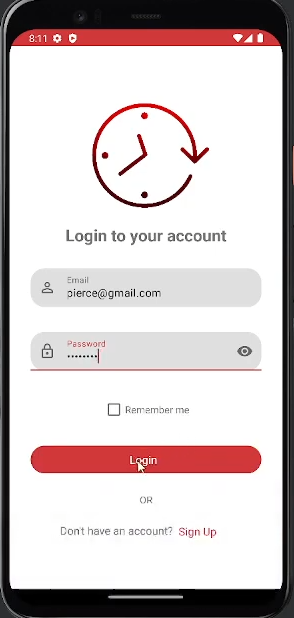 8:11
Login to your account
Email
pierce@gmail.com
Password
••••••••
Remember me
Login
OR
Don't have an account? Sign Up